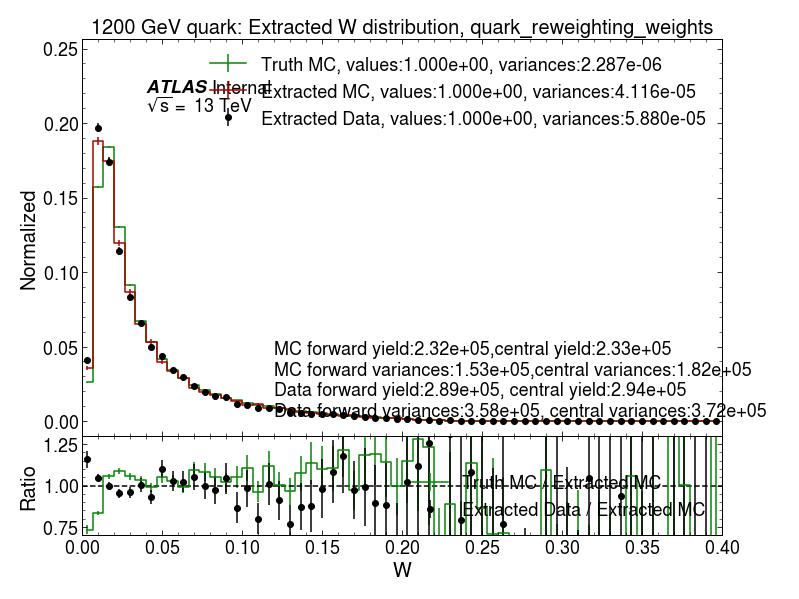 1200 GeV quark: Extracted W distribution, quark_reweighting_weights
0.25
Truth MC, values:1.000e+00, variances:2.287e-06
ATLAS Internal
Extracted MC, values:1.000e+00, variances:4.116e-05
√s = 13 TeV
Extracted Data, values:1.000e+00, variances:5.880e-05
0.20
0.15
Normalized
0.10
0.05
MC forward yield:2.32e+05,central yield:2.33e+05
MC forward variances:1.53e+05,central variances:1.82e+05
Data forward yield:2.89e+05, central yield:2.94e+05
Data forward variances:3.58e+05, central variances:3.72e+05
0.00
1.25
Ratio
1.00
Truth MC / Extracted MC
Extracted Data / Extracted MC
0.75
0.00 0.05 0.10 0.15 0.20 0.25 0.30 0.35 0.40
W